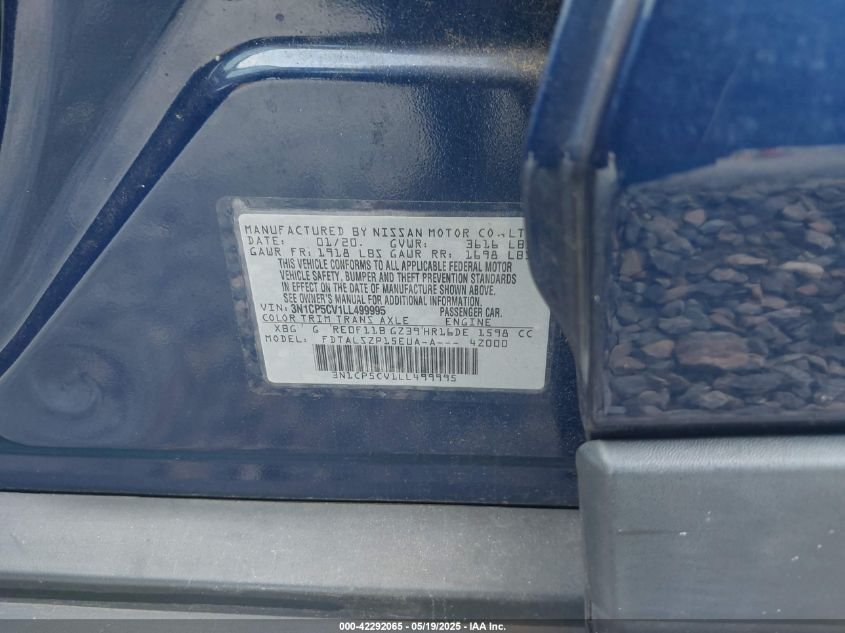 MANUFACTURED BY NISSAN MOTOR CO., LT
DATE: 01/20. GVWR: 3616 LB
GAWR FR: 1918 LBS GAWR RR: 1698 LBS
THIS VEHICLE CONFORMS TO ALL APPLICABLE FEDERAL MOTOR
VEHICLE SAFETY, BUMPER AND THEFT PREVENTION STANDARDS
IN EFFECT ON THE DATE OF MANUFACTURE SHOWN ABOVE.
SEE OWNER'S MANUAL FOR ADDITIONAL INFORMATION.
VIN: 3N1CP5CV1LL499995 PASSENGER CAR.
COLOR TRIM TRANS AXLE ENGINE
XBG G RE0F11B GZ39 HR16DE 1598 CC
MODEL: FDTALSZP15EUA-A--- 42000
3N1CP5CV1LL499995
000-42292065 - 05/19/2025 - IAA Inc.